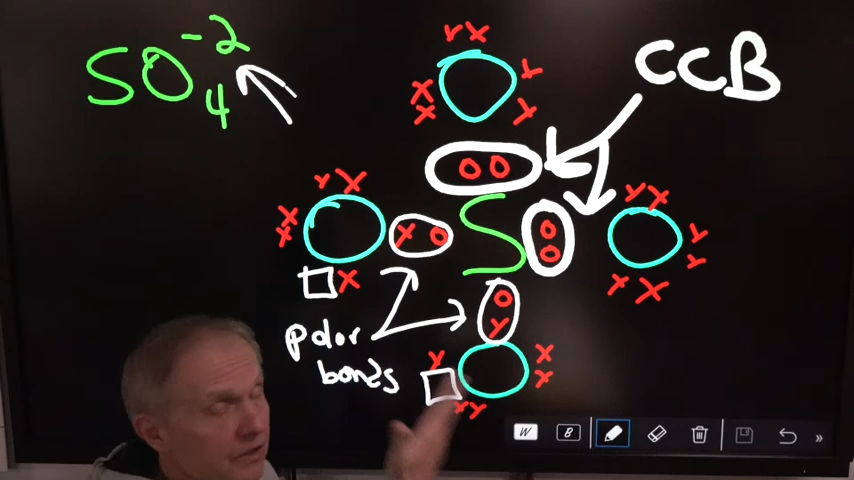 SO4-2
CCB
S
polar
bonds
W B »